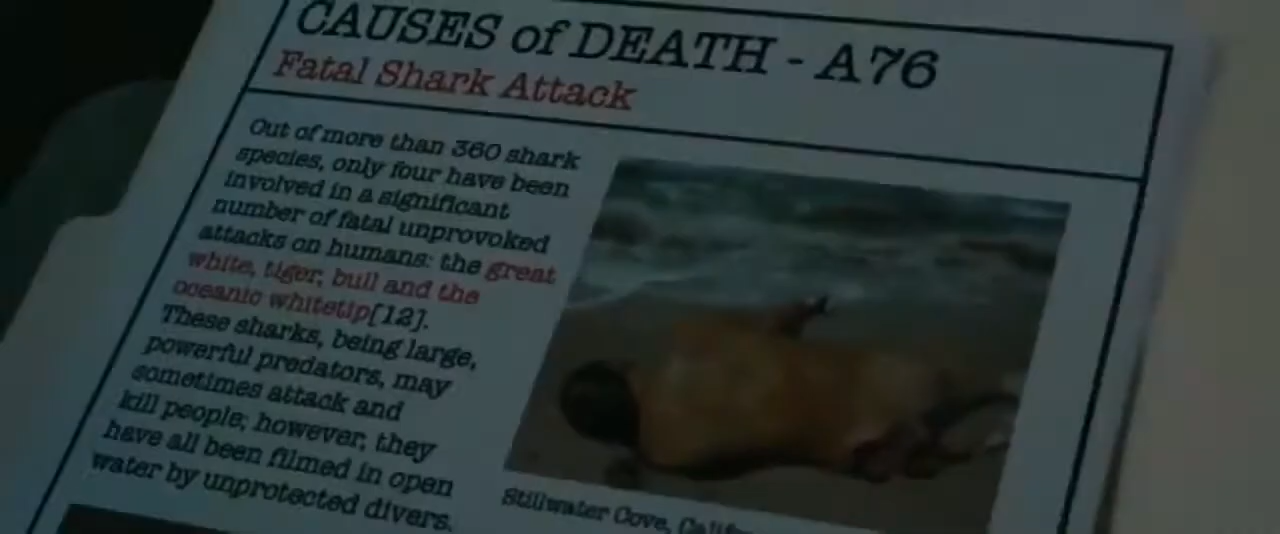 CAUSES of DEATH - A76
Fatal Shark Attack
Out of more than 360 shark
species, only four have been
involved in a significant
number of fatal unprovoked
attacks on humans: the great
white, tiger, bull and the
oceanic whitetip[12].
These sharks, being large,
powerful predators, may
sometimes attack and
kill people; however, they
have all been filmed in open
water by unprotected divers.
Stillwater Cove,